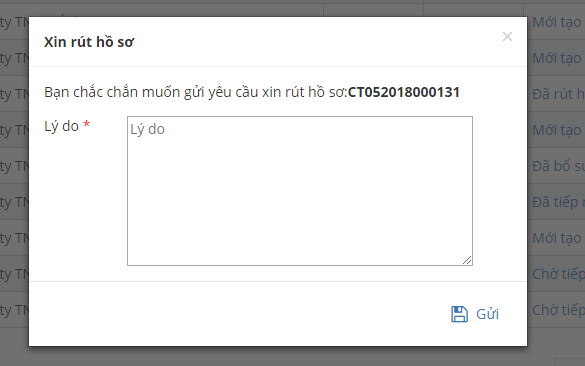 Xin rút hồ sơ
×
Bạn chắc chắn muốn gửi yêu cầu xin rút hồ sơ:CT052018000131
Lý do *
Lý do
Gửi
ty TN
Mới tạo
ty TN
Mới tạo
ty TN
Đã rút h
ty TN
Mới tạo
ty TN
Đã bổ su
ty TN
Đã tiếp
ty TN
Mới tạo
ty TN
Chờ tiếp
ty TN
Chờ tiếp